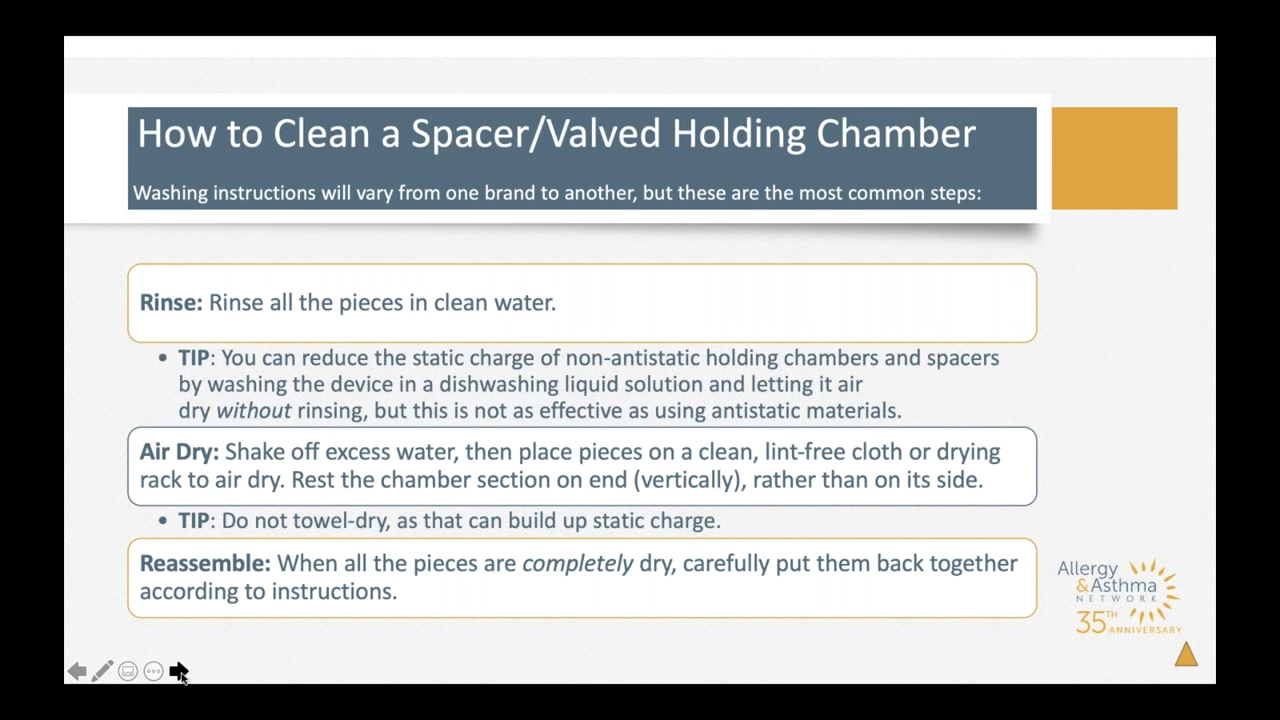 How to Clean a Spacer/Valved Holding Chamber
Washing instructions will vary from one brand to another, but these are the most common steps:
Rinse: Rinse all the pieces in clean water.
• TIP: You can reduce the static charge of non-antistatic holding chambers and spacers
by washing the device in a dishwashing liquid solution and letting it air
dry without rinsing, but this is not as effective as using antistatic materials.
Air Dry: Shake off excess water, then place pieces on a clean, lint-free cloth or drying
rack to air dry. Rest the chamber section on end (vertically), rather than on its side.
• TIP: Do not towel-dry, as that can build up static charge.
Reassemble: When all the pieces are completely dry, carefully put them back together
according to instructions.
Allergy
&Asthma
NETWORK
35TH ANNIVERSARY